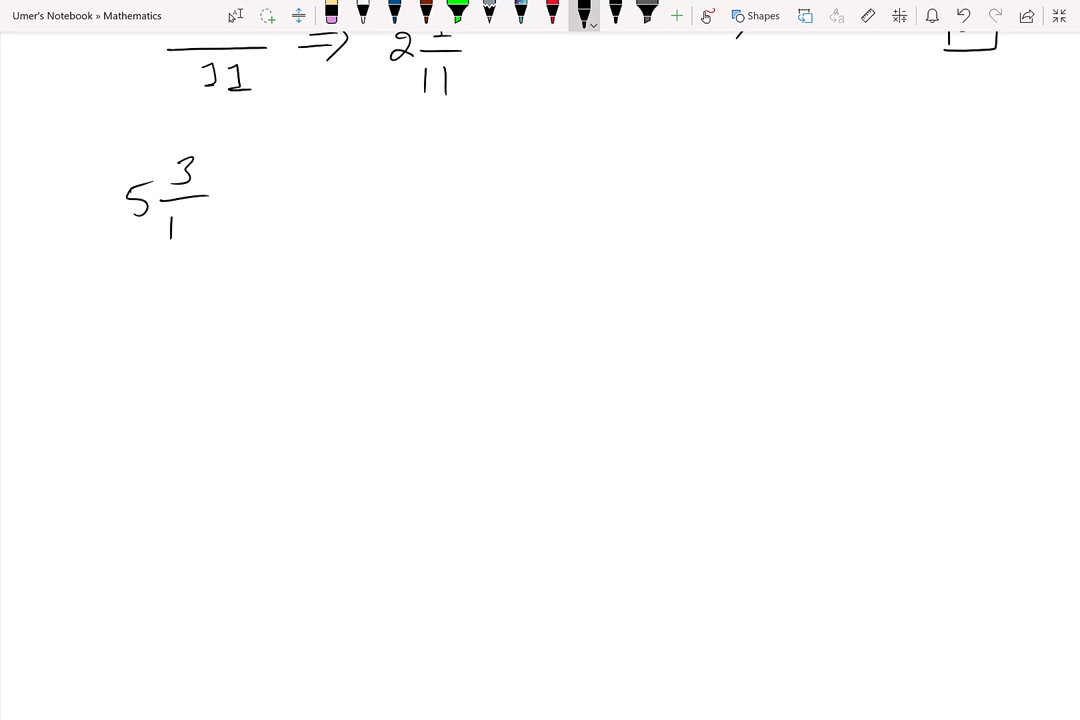 Umer's Notebook » Mathematics
Shapes
11 ⇒ 2 11
5 3
1